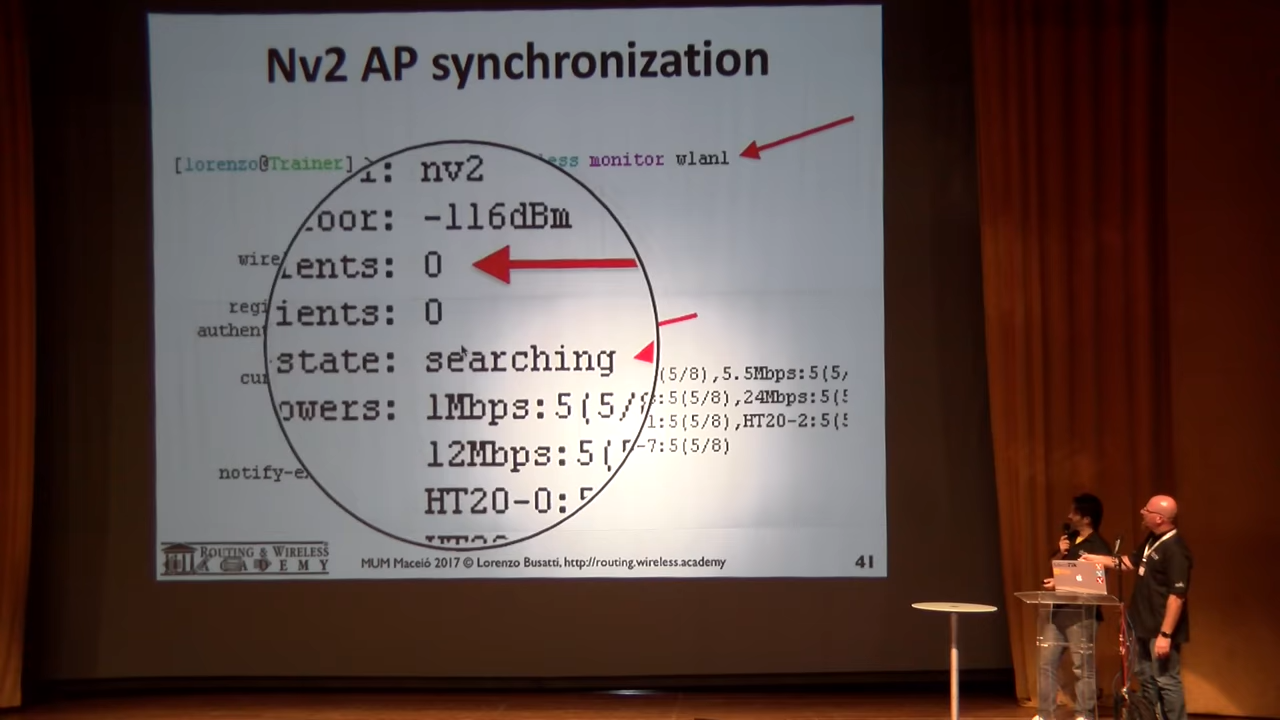 Nv2 AP synchronization
[lorenzo@Trainer] ess monitor wlan1
l: nv2
loor: -116dBm
wire
ients: 0
regi
ients: 0
authent
state: searching
(5/8),5.5Mbps:5(5/
cur
owers: 1Mbps:5(5/8
:5(5/8),24Mbps:5(5
1:5(5/8),HT20-2:5(5
12Mbps:5(
-7:5(5/8)
notify-e
HT20-0:5
ROUTING & WIRELESS
ACADEMY
MUM Maceió 2017 © Lorenzo Busatti, http://routing.wireless.academy
41